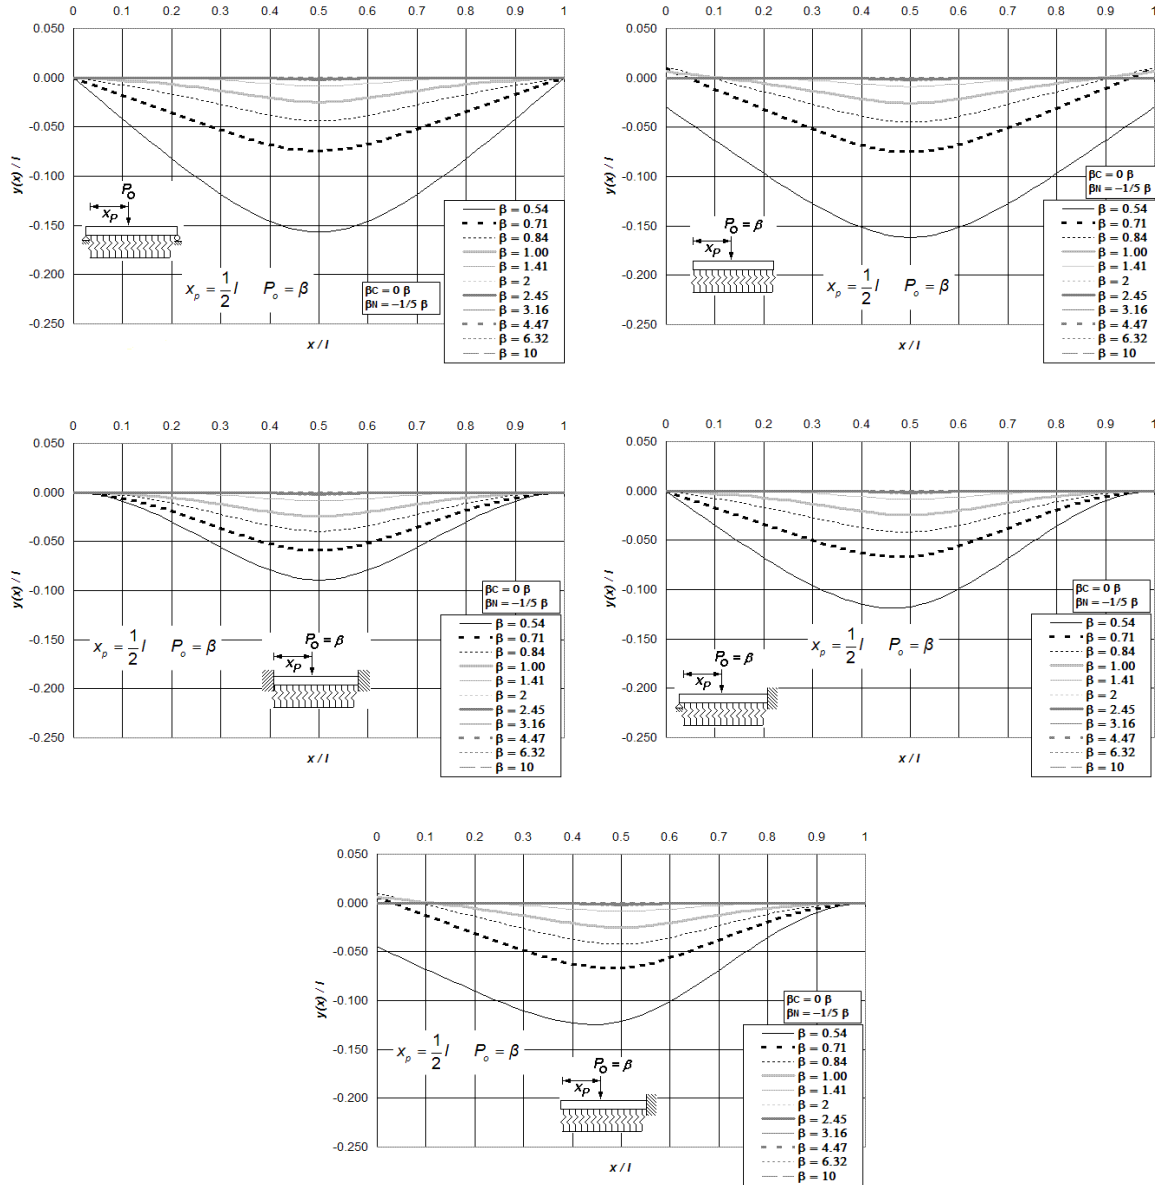 0 0.1 0.2 0.3 0.4 0.5 0.6 0.7 0.8 0.9 1
0.050
0.000
-0.050
-0.100
-0.150
-0.200
-0.250
y(x) / l
x / l
Po
xp
xp = 1/2 l Po = β
βC = 0 β
βN = −1/5 β
β = 0.54
β = 0.71
β = 0.84
β = 1.00
β = 1.41
β = 2
β = 2.45
β = 3.16
β = 4.47
β = 6.32
β = 10
0 0.1 0.2 0.3 0.4 0.5 0.6 0.7 0.8 0.9 1
0.050
0.000
-0.050
-0.100
-0.150
-0.200
-0.250
y(x) / l
x / l
Po = β
xp
xp = 1/2 l Po = β
βC = 0 β
βN = −1/5 β
β = 0.54
β = 0.71
β = 0.84
β = 1.00
β = 1.41
β = 2
β = 2.45
β = 3.16
β = 4.47
β = 6.32
β = 10
0 0.1 0.2 0.3 0.4 0.5 0.6 0.7 0.8 0.9 1
0.050
0.000
-0.050
-0.100
-0.150
-0.200
-0.250
y(x) / l
x / l
xp = 1/2 l Po = β
Po = β
xp
βC = 0 β
βN = −1/5 β
β = 0.54
β = 0.71
β = 0.84
β = 1.00
β = 1.41
β = 2
β = 2.45
β = 3.16
β = 4.47
β = 6.32
β = 10
0 0.1 0.2 0.3 0.4 0.5 0.6 0.7 0.8 0.9 1
0.050
0.000
-0.050
-0.100
-0.150
-0.200
-0.250
y(x) / l
x / l
xp = 1/2 l Po = β
Po = β
xp
βC = 0 β
βN = −1/5 β
β = 0.54
β = 0.71
β = 0.84
β = 1.00
β = 1.41
β = 2
β = 2.45
β = 3.16
β = 4.47
β = 6.32
β = 10
0 0.1 0.2 0.3 0.4 0.5 0.6 0.7 0.8 0.9 1
0.050
0.000
-0.050
-0.100
-0.150
-0.200
-0.250
y(x) / l
x / l
xp = 1/2 l Po = β
Po = β
xp
βC = 0 β
βN = −1/5 β
β = 0.54
β = 0.71
β = 0.84
β = 1.00
β = 1.41
β = 2
β = 2.45
β = 3.16
β = 4.47
β = 6.32
β = 10